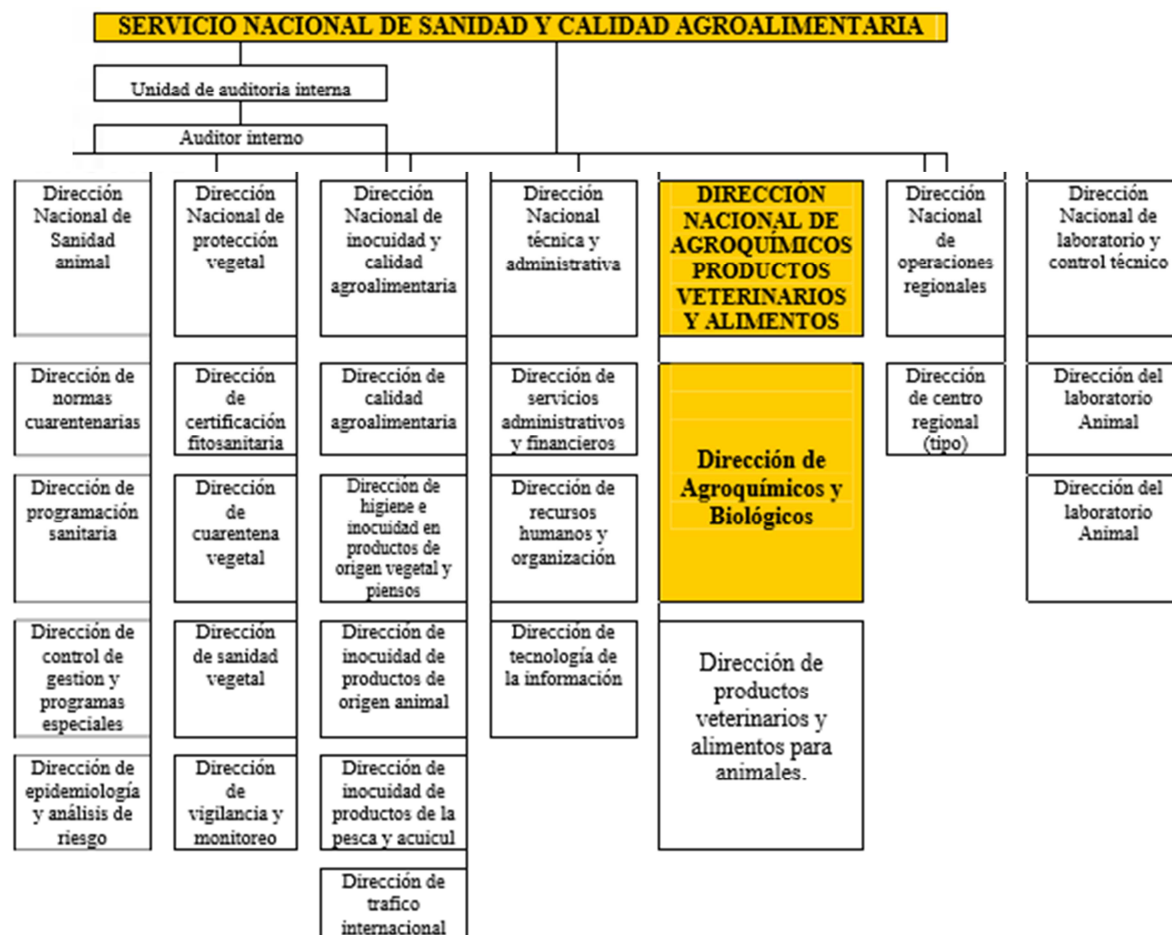 SERVICIO NACIONAL DE SANIDAD Y CALIDAD AGROALIMENTARIA
Unidad de auditoria interna
Auditor interno
Dirección
Nacional de
Sanidad
animal
Dirección
Nacional de
protección
vegetal
Dirección
Nacional de
inocuidad y
calidad
agroalimentaria
Dirección
Nacional
técnica y
administrativa
DIRECCIÓN
NACIONAL DE
AGROQUÍMICOS
PRODUCTOS
VETERINARIOS
Y ALIMENTOS
Dirección
Nacional
de
operaciones
regionales
Dirección
Nacional de
laboratorio y
control técnico
Dirección de
normas
cuarentenarias
Dirección
de
certificación
fitosanitaria
Dirección de
calidad
agroalimentaria
Dirección de
servicios
administrativos
y financieros
Dirección de
Agroquímicos y
Biológicos
Dirección
de centro
regional
(tipo)
Dirección del
laboratorio
Animal
Dirección de
programación
sanitaria
Dirección
de
cuarentena
vegetal
Dirección de
higiene e
inocuidad en
productos de
origen vegetal y
piensos
Dirección de
recursos
humanos y
organización
Dirección del
laboratorio
Animal
Dirección de
control de
gestion y
programas
especiales
Dirección
de sanidad
vegetal
Dirección de
inocuidad de
productos de
origen animal
Dirección de
tecnología de
la información
Dirección de
productos
veterinarios y
alimentos para
animales.
Dirección de
epidemiología
y análisis de
riesgo
Dirección
de
vigilancia y
monitoreo
Dirección de
inocuidad de
productos de la
pesca y acuicul
Dirección de
trafico
internacional